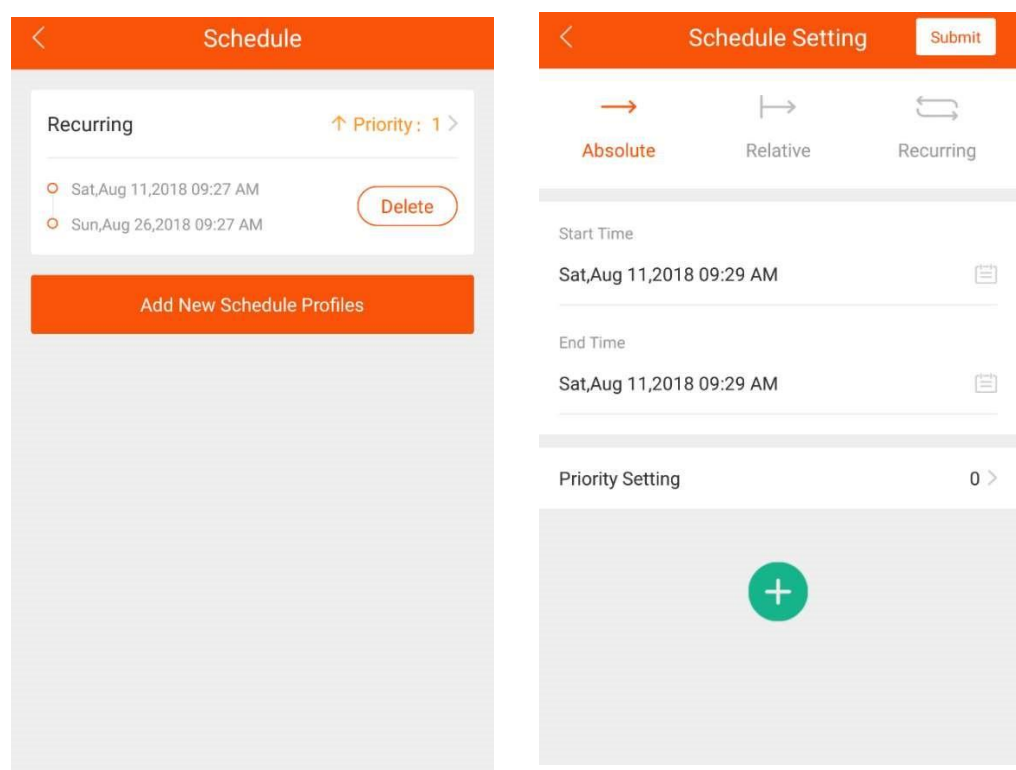 Schedule
Recurring
Priority : 1
Sat,Aug 11,2018 09:27 AM
Sun,Aug 26,2018 09:27 AM
Delete
Add New Schedule Profiles
Schedule Setting
Submit
Absolute
Relative
Recurring
Start Time
Sat,Aug 11,2018 09:29 AM
End Time
Sat,Aug 11,2018 09:29 AM
Priority Setting
0